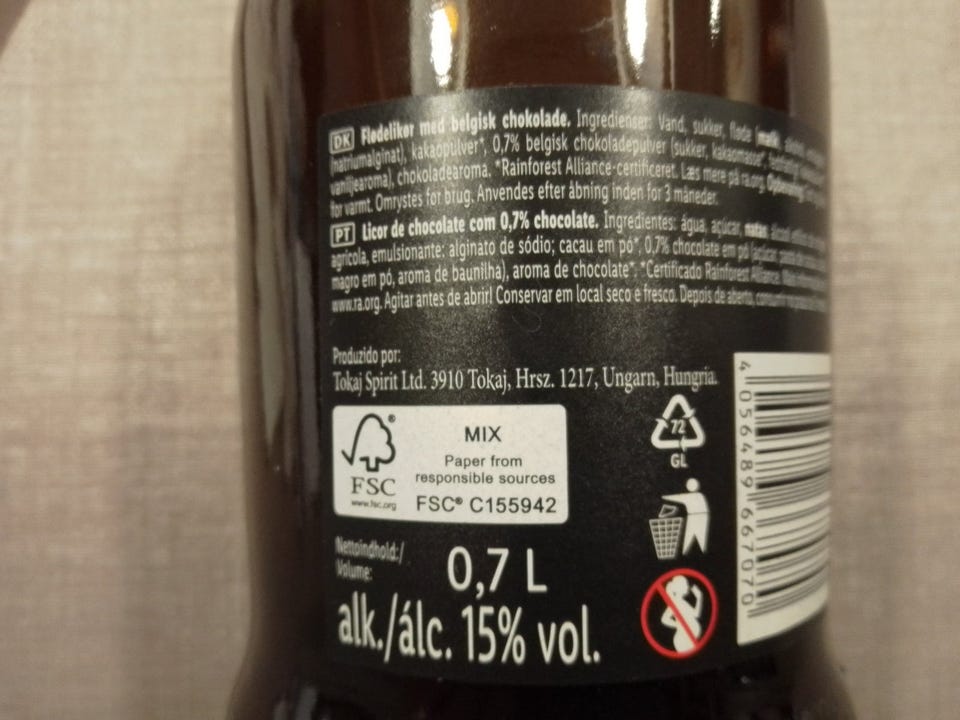 DK Flødelikør med belgisk chokolade. Ingredienser: Vand, sukker, fløde (mælk),
(natriumalginat), kakaopulver*, 0,7% belgisk chokoladepulver (sukker, kakaomasse*,
vaniljearoma), chokoladearoma. *Rainforest Alliance-certificeret. Læs mere på ra.org.
for varmt. Omrystes før brug. Anvendes efter åbning inden for 3 måneder.
PT Licor de chocolate com 0,7% chocolate. Ingredientes: água, açúcar, natas,
agrícola, emulsionante: alginato de sódio; cacau em pó*, 0,7% chocolate em pó (açúcar,
magro em pó, aroma de baunilha), aroma de chocolate*. *Certificado Rainforest Alliance.
www.ra.org. Agitar antes de abrir! Conservar em local seco e fresco. Depois de aberto,
Produzido por:
Tokaj Spirit Ltd. 3910 Tokaj, Hrsz. 1217, Ungarn, Hungria.
FSC®
www.fsc.org
MIX
Paper from
responsible sources
FSC® C155942
72
GL
Nettoindhold:/
Volume:
0,7 L
alk./álc. 15% vol.
4 056489 667070